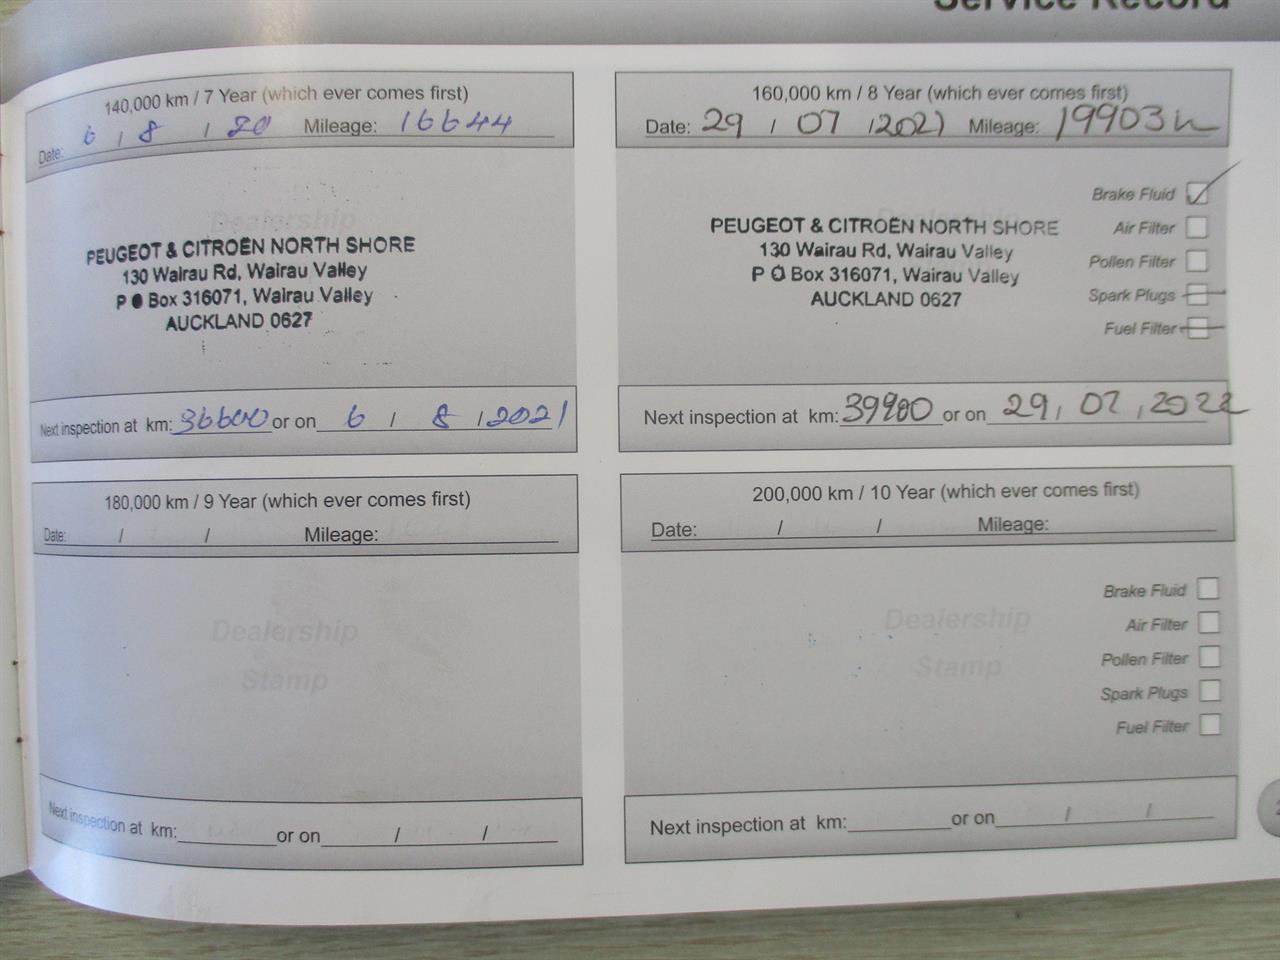 Service Record
140,000 km / 7 Year (which ever comes first)
Date: 6 / 8 / 20 Mileage: 16644
Dealership
PEUGEOT & CITROËN NORTH SHORE
130 Wairau Rd, Wairau Valley
P O Box 316071, Wairau Valley
AUCKLAND 0627
Next inspection at km: 36600 or on 6 / 8 / 2021
160,000 km / 8 Year (which ever comes first)
Date: 29 / 07 / 2021 Mileage: 19903
Brake Fluid
PEUGEOT & CITROËN NORTH SHORE
Air Filter
130 Wairau Rd, Wairau Valley
Pollen Filter
P O Box 316071, Wairau Valley
Spark Plugs
AUCKLAND 0627
Fuel Filter
Next inspection at km: 39900 or on 29 / 07 / 2022
180,000 km / 9 Year (which ever comes first)
Date: / / Mileage:
Dealership
Stamp
Next inspection at km: or on / /
200,000 km / 10 Year (which ever comes first)
Date: / / Mileage:
Brake Fluid
Dealership
Air Filter
Pollen Filter
Stamp
Spark Plugs
Fuel Filter
Next inspection at km: or on / /